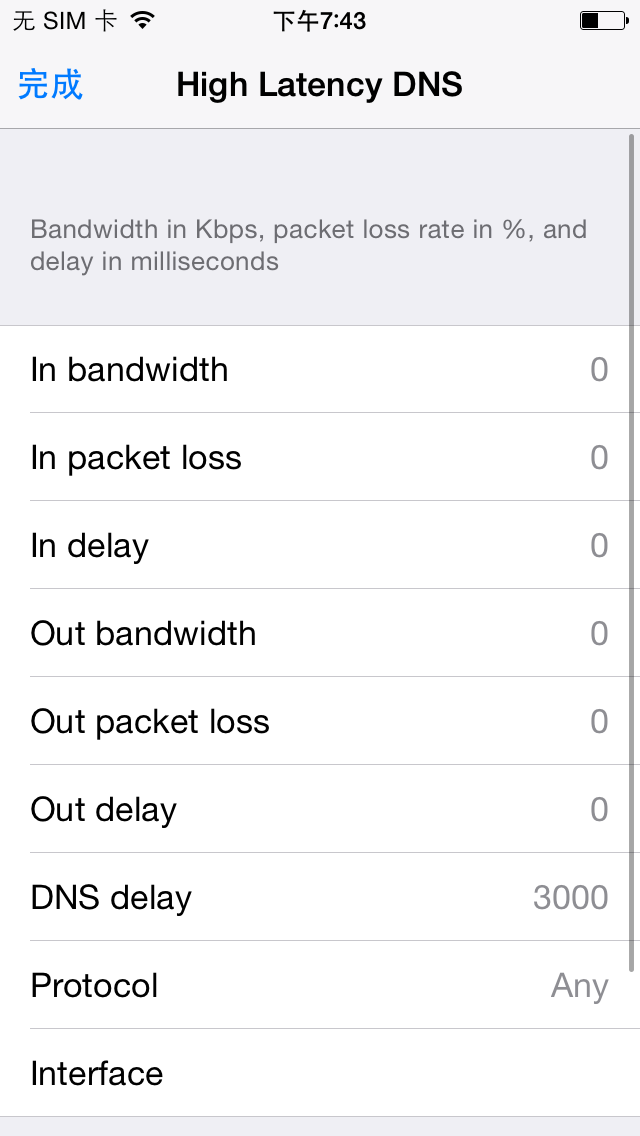 无 SIM 卡 下午7:43
完成 High Latency DNS
Bandwidth in Kbps, packet loss rate in %, and
delay in milliseconds
In bandwidth 0
In packet loss 0
In delay 0
Out bandwidth 0
Out packet loss 0
Out delay 0
DNS delay 3000
Protocol Any
Interface